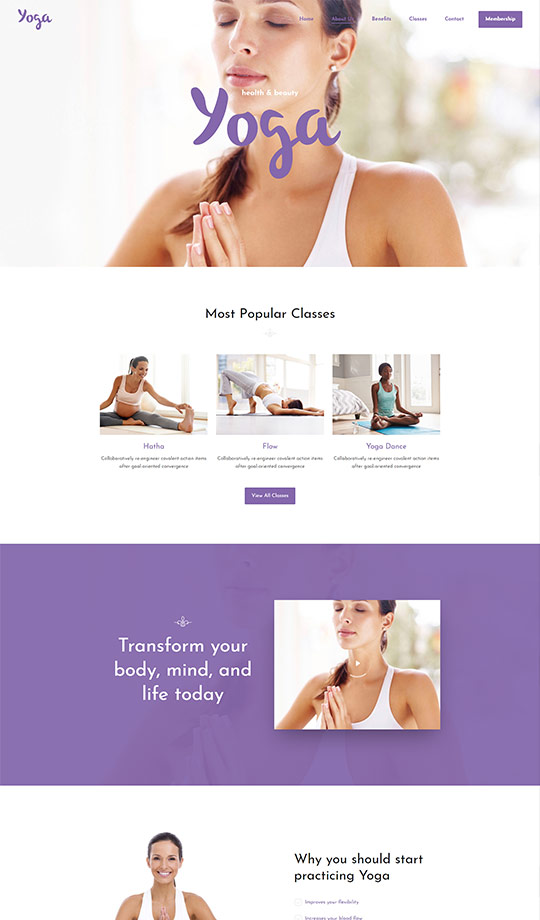 Yoga
Home About Us Benefits Classes Contact Membership
health & beauty
Yoga
Most Popular Classes
Hatha
Collaboratively re-engineer covalent action items
after goal-oriented convergence
Flow
Collaboratively re-engineer covalent action items
after goal-oriented convergence
Yoga Dance
Collaboratively re-engineer covalent action items
after goal-oriented convergence
View All Classes
Transform your
body, mind, and
life today
Why you should start
practicing Yoga
Improves your flexibility
Increases your blood flow